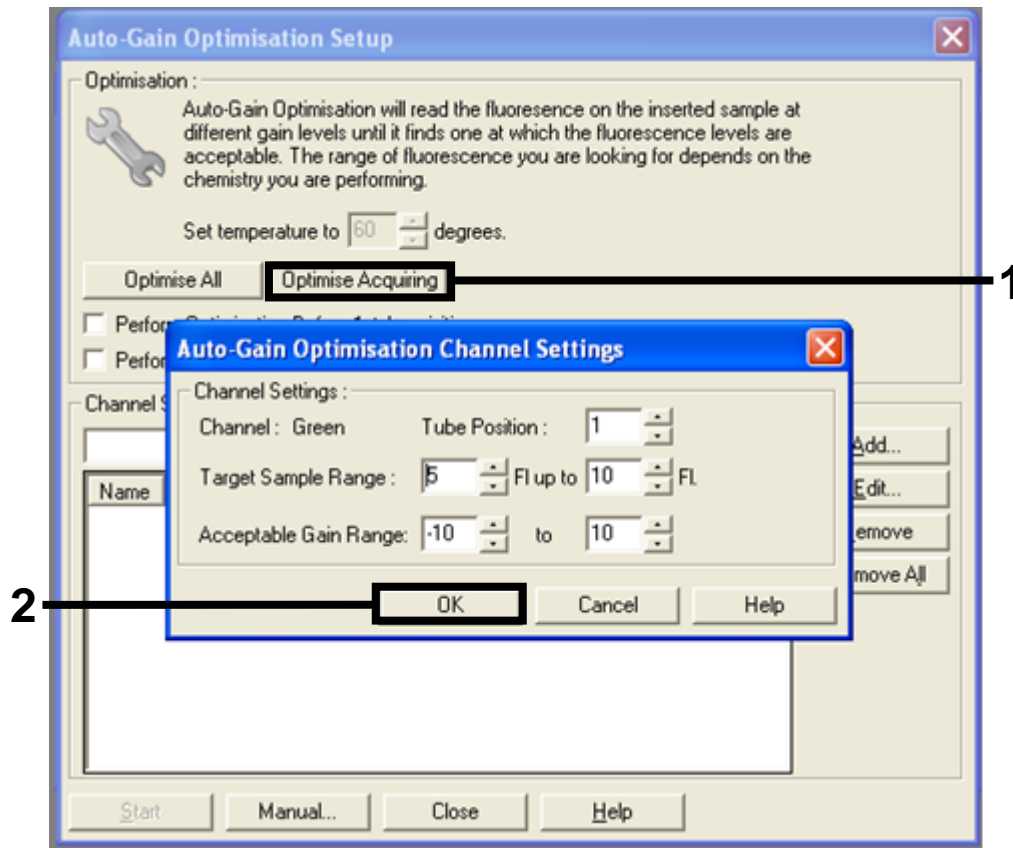 Auto-Gain Optimisation Setup
Optimisation :
Auto-Gain Optimisation will read the fluoresence on the inserted sample at
different gain levels until it finds one at which the fluorescence levels are
acceptable. The range of fluorescence you are looking for depends on the
chemistry you are performing.
Set temperature to 60 degrees.
Optimise All Optimise Acquiring 1
Auto-Gain Optimisation Channel Settings
Channel Settings :
Channel : Green Tube Position : 1
Target Sample Range : 5 Fl up to 10 Fl.
Acceptable Gain Range: -10 to 10
OK Cancel Help
2
Channel
Add...
Name
Edit...
Start Manual... Close Help